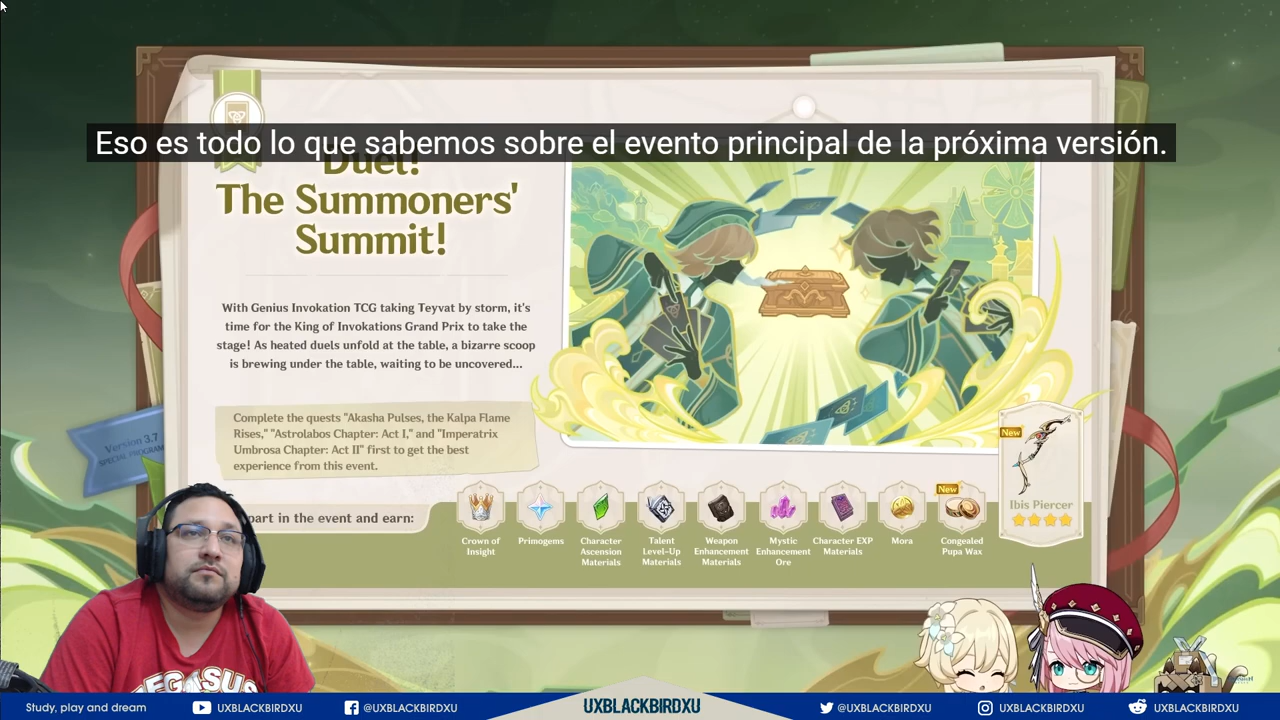 Eso es todo lo que sabemos sobre el evento principal de la próxima versión.
Duel!
The Summoners'
Summit!
With Genius Invokation TCG taking Teyvat by storm, it's
time for the King of Invokations Grand Prix to take the
stage! As heated duels unfold at the table, a bizarre scoop
is brewing under the table, waiting to be uncovered...
Complete the quests "Akasha Pulses, the Kalpa Flame
Rises," "Astrolabos Chapter: Act I," and "Imperatrix
Umbrosa Chapter: Act II" first to get the best
experience from this event.
Version 3.7
SPECIAL PROGRAM
part in the event and earn:
New
Ibis Piercer
New
Crown of
Insight
Primogems
Character
Ascension
Materials
Talent
Level-Up
Materials
Weapon
Enhancement
Materials
Mystic
Enhancement
Ore
Character EXP
Materials
Mora
Congealed
Pupa Wax
PEGASUS
Study, play and dream
UXBLACKBIRDXU
@UXBLACKBIRDXU
UXBLACKBIRDXU
@UXBLACKBIRDXU
UXBLACKBIRDXU
UXBLACKBIRDXU